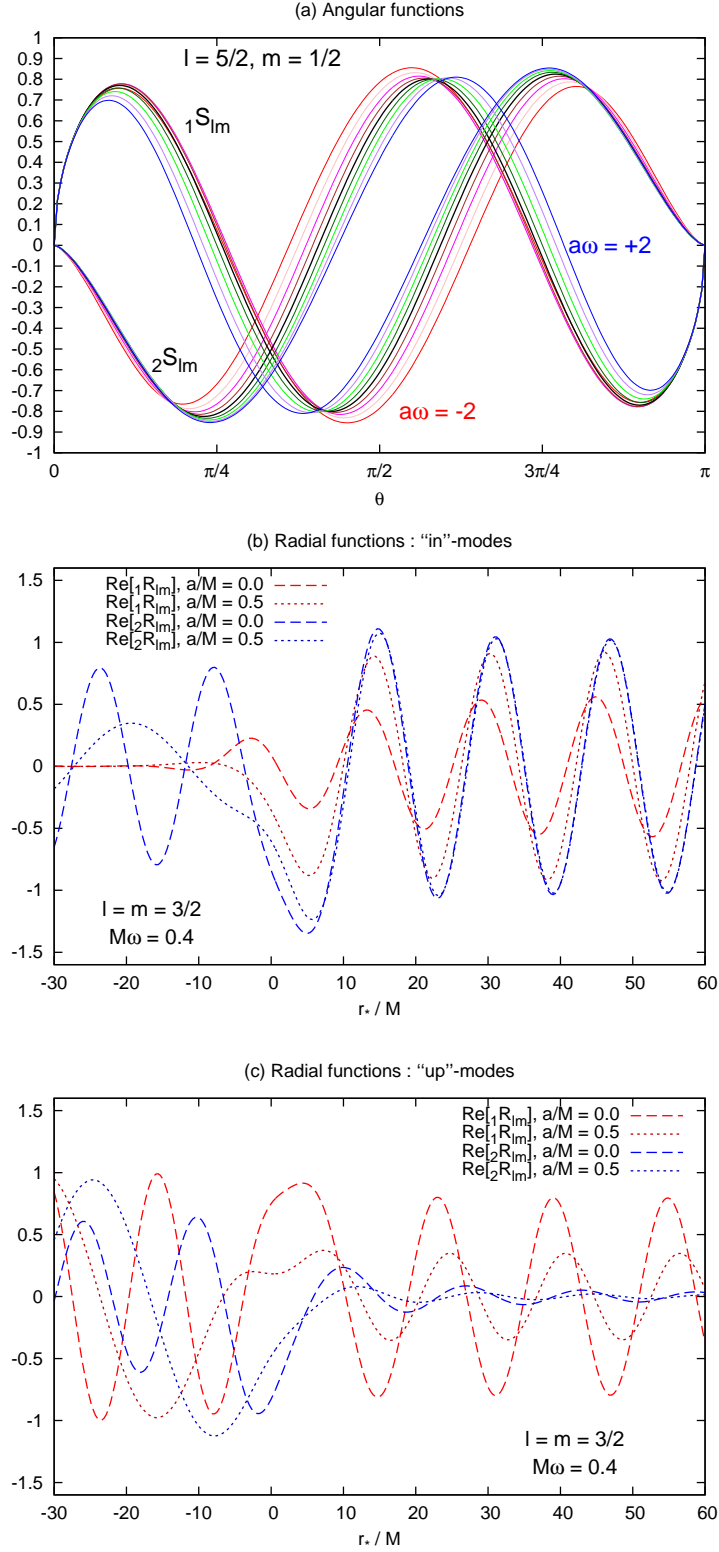 (a) Angular functions
1
0.9
0.8
0.7
0.6
0.5
0.4
0.3
0.2
0.1
0
-0.1
-0.2
-0.3
-0.4
-0.5
-0.6
-0.7
-0.8
-0.9
-1
l = 5/2, m = 1/2
₁Sₗₘ
aω = +2
₂Sₗₘ
aω = -2
0 π/4 π/2 3π/4 π
θ
(b) Radial functions : “in”-modes
1.5
1
0.5
0
-0.5
-1
-1.5
Re[₁Rₗₘ], a/M = 0.0
Re[₁Rₗₘ], a/M = 0.5
Re[₂Rₗₘ], a/M = 0.0
Re[₂Rₗₘ], a/M = 0.5
l = m = 3/2
Mω = 0.4
-30 -20 -10 0 10 20 30 40 50 60
r* / M
(c) Radial functions : “up”-modes
1.5
1
0.5
0
-0.5
-1
-1.5
Re[₁Rₗₘ], a/M = 0.0
Re[₁Rₗₘ], a/M = 0.5
Re[₂Rₗₘ], a/M = 0.0
Re[₂Rₗₘ], a/M = 0.5
l = m = 3/2
Mω = 0.4
-30 -20 -10 0 10 20 30 40 50 60
r* / M